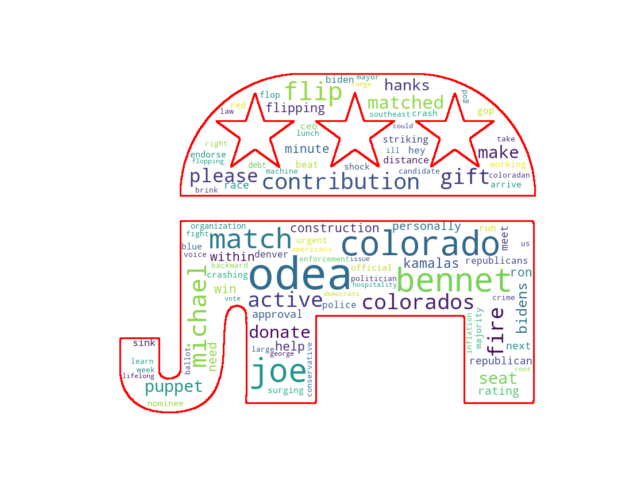 biden mayor
flip
range
hanks
flop
god
red
flipping
matched
law
southeast crash
gop
ceo
could
lunch
striking
take
right
minute
ill hey
make
endorse
distance
flopping
debt
beat
shock
working
please
machine
candidate
coloradan
race
contribution
gift
arrive
brink
organization
construction
personally
run
fight
match
colorado
meet
blue
urgent
us
voice
americans
within
denver
enforcement
issue
kamalas
republicans
backward
odea
official
ron
crashing
politician
bennet
win
hospitality
michael
democrats
vote
active
police
colorados
crime
bidens
approval
inflation
majority
fire
donate
sink
need
help
next
large
george
conservative
republican
learn
ballot
week
joe
root
lifelong
seat
puppet
surging
rating
nominee